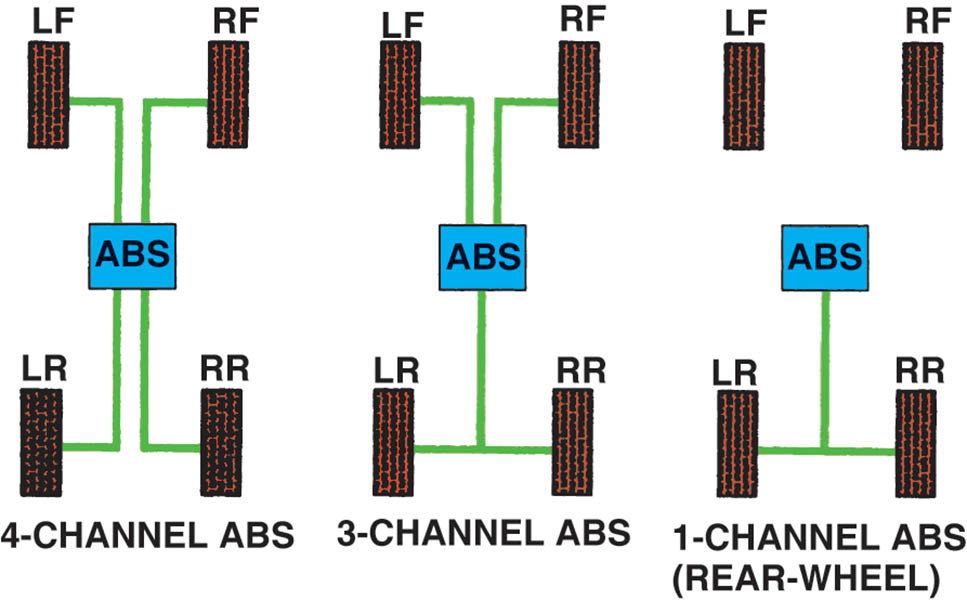 LF RF
ABS
LR RR
4-CHANNEL ABS
LF RF
ABS
LR RR
3-CHANNEL ABS
LF RF
ABS
LR RR
1-CHANNEL ABS
(REAR-WHEEL)